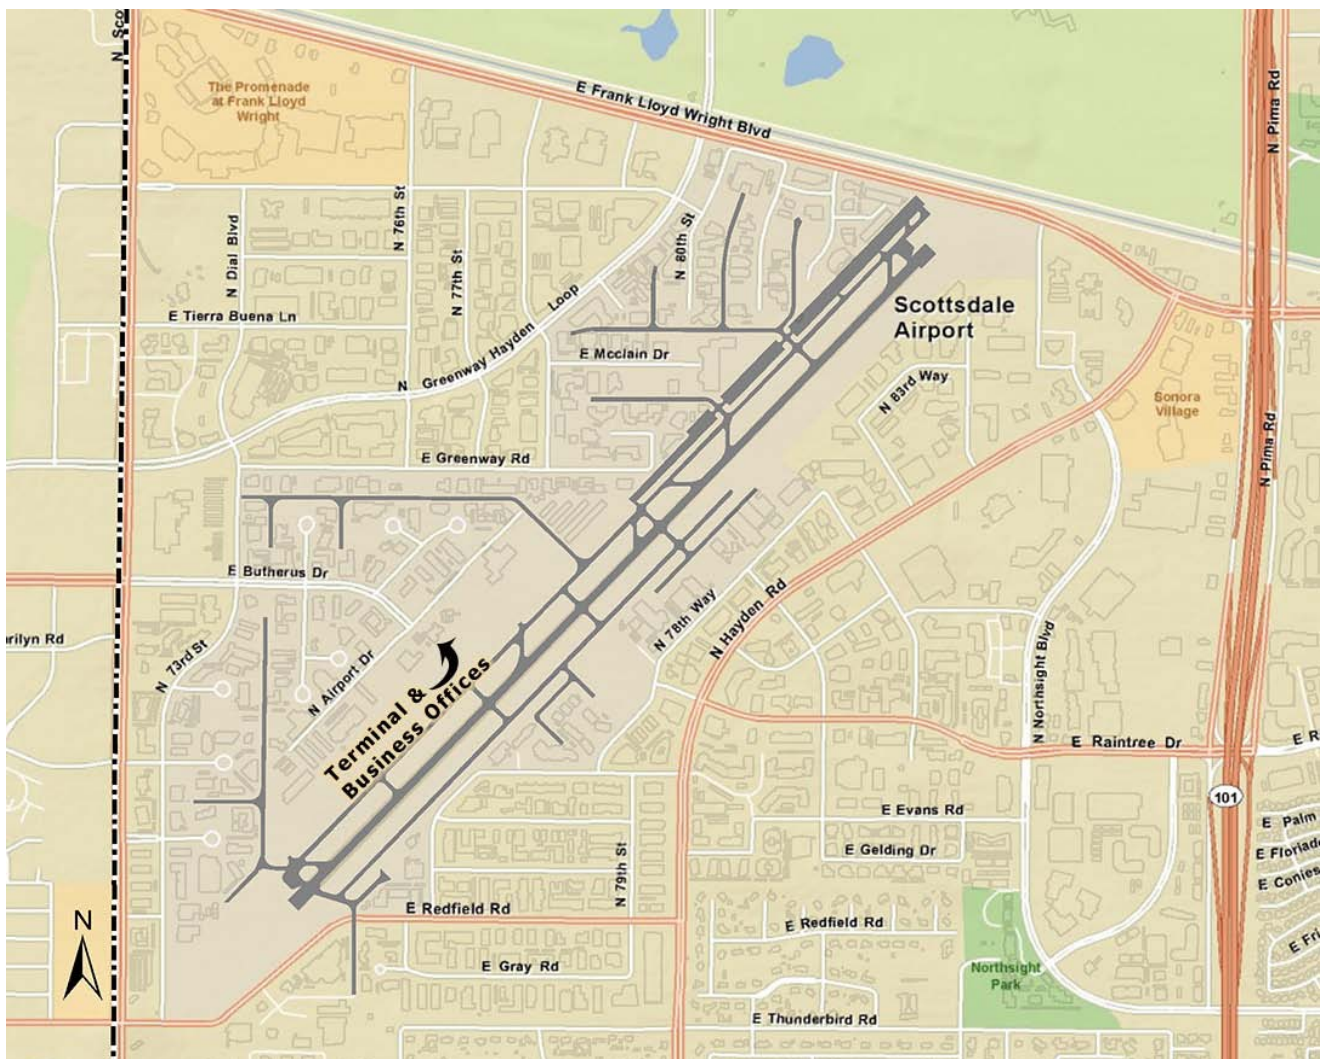 N Sco
The Promenade
at Frank Lloyd
Wright
E Frank Lloyd Wright Blvd
N Pima Rd
N Dial Blvd
N 76th St
N 77th St
N 80th St
E Tierra Buena Ln
N Greenway Hayden Loop
E Mcclain Dr
Scottsdale
Airport
N 83rd Way
Sonora
Village
N Pima Rd
E Greenway Rd
E Butherus Dr
rilyn Rd
N 73rd St
N Airport Dr
Terminal &
Business Offices
N 78th Way
N Hayden Rd
N Northsight Blvd
E Raintree Dr
E R
101
E Evans Rd
E Gelding Dr
E Palm
E Floriad
E Conies
E Fri
N 79th St
E Redfield Rd
E Redfield Rd
N
E Gray Rd
Northsight
Park
E Thunderbird Rd